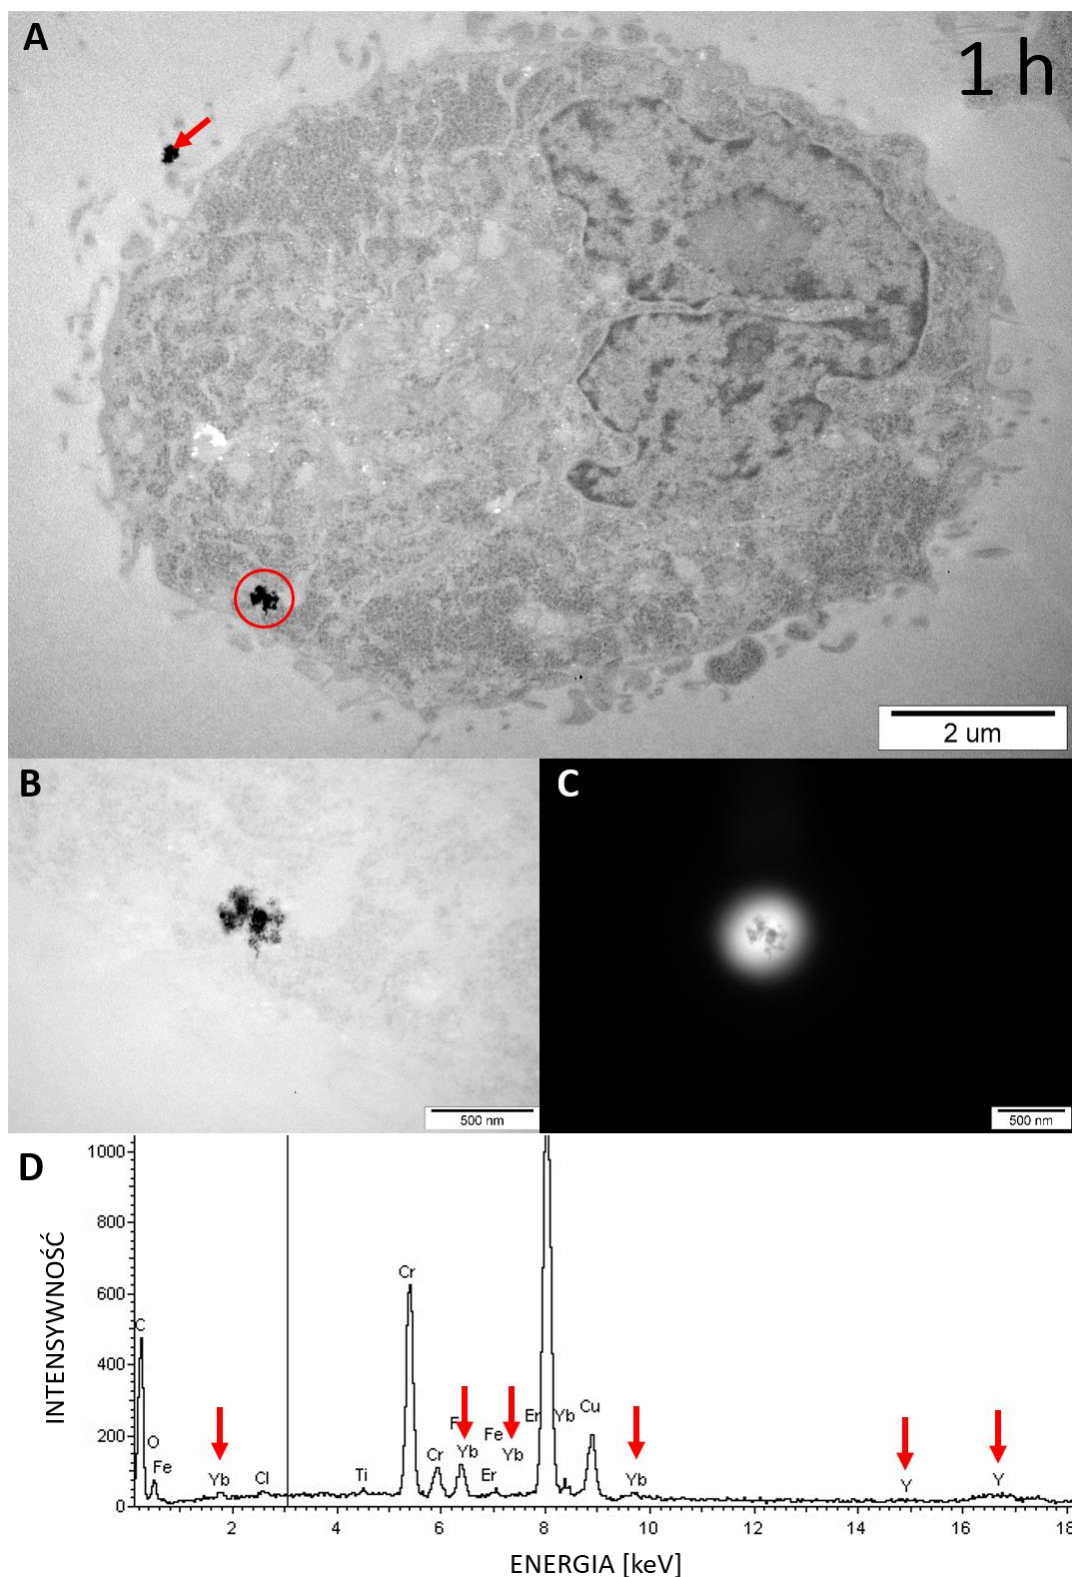 A
1 h
2 um
B
C
500 nm
500 nm
D
INTENSYWNOŚĆ
1000
800
600
400
200
0
C
O
Fe
Yb
Cl
Ti
Cr
Cr
F
Yb
Fe
Er
Yb
Er
Yb
Cu
Yb
Y
Y
2
4
6
8
10
12
14
16
18
ENERGIA [keV]